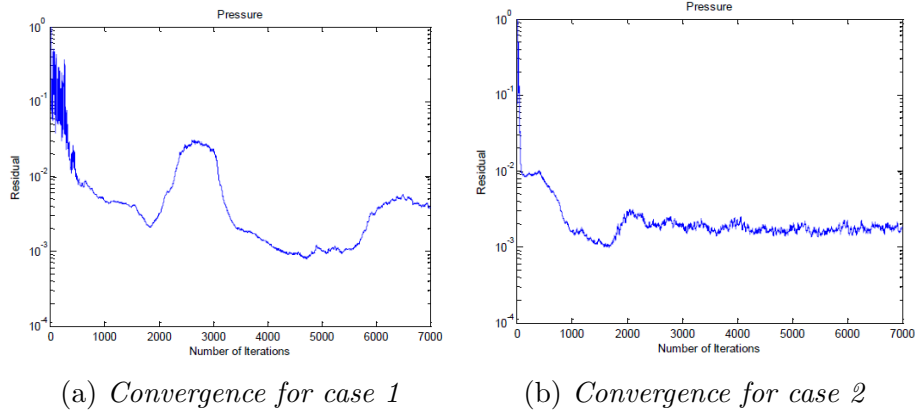 Pressure
10^0
10^-1
10^-2
10^-3
10^-4
Residual
0 1000 2000 3000 4000 5000 6000 7000
Number of Iterations
(a) Convergence for case 1
Pressure
10^0
10^-1
10^-2
10^-3
10^-4
Residual
0 1000 2000 3000 4000 5000 6000 7000
Number of Iterations
(b) Convergence for case 2